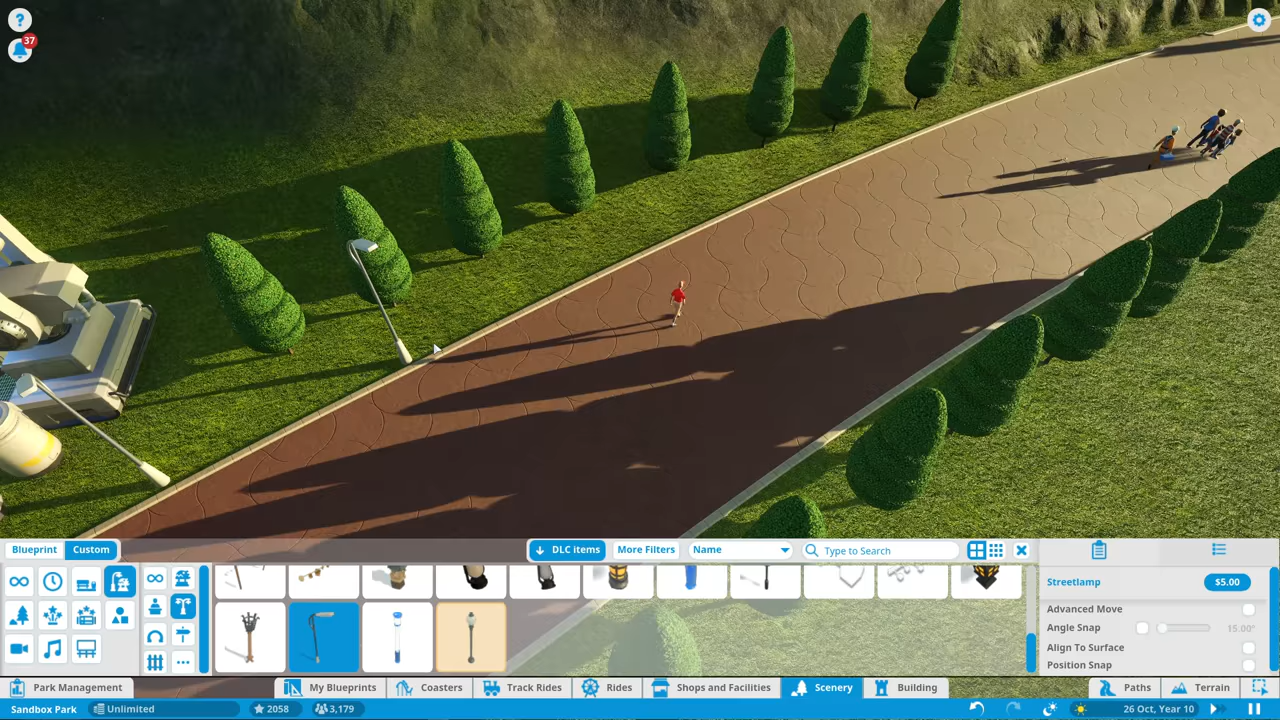 ?
37
Blueprint
Custom
DLC items
More Filters
Name
Type to Search
Streetlamp
$5.00
Advanced Move
Angle Snap
15.00°
Align To Surface
Position Snap
Park Management
My Blueprints
Coasters
Track Rides
Rides
Shops and Facilities
Scenery
Building
Paths
Terrain
Sandbox Park
Unlimited
2058
3,179
26 Oct, Year 10